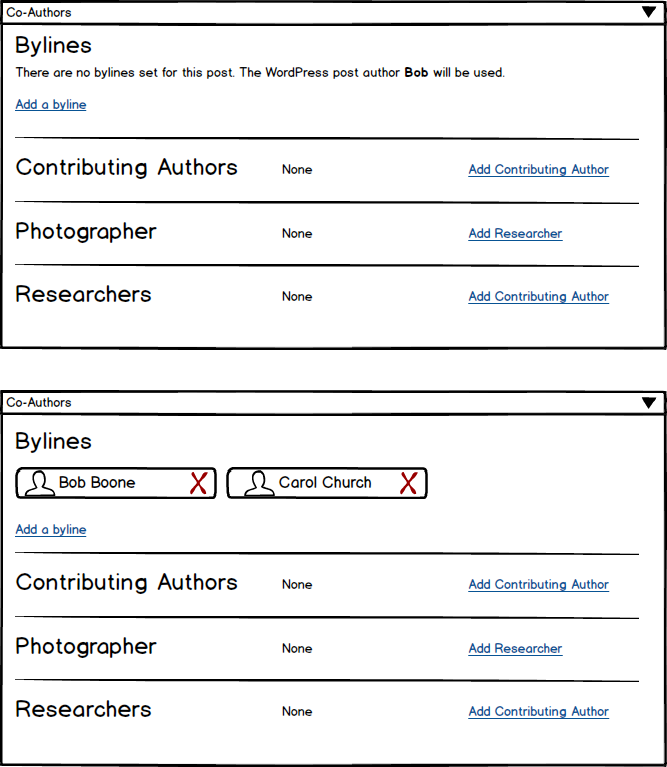 Co-Authors
Bylines
There are no bylines set for this post. The WordPress post author Bob will be used.
Add a byline
Contributing Authors None Add Contributing Author
Photographer None Add Researcher
Researchers None Add Contributing Author
Co-Authors
Bylines
Bob Boone Carol Church
Add a byline
Contributing Authors None Add Contributing Author
Photographer None Add Researcher
Researchers None Add Contributing Author